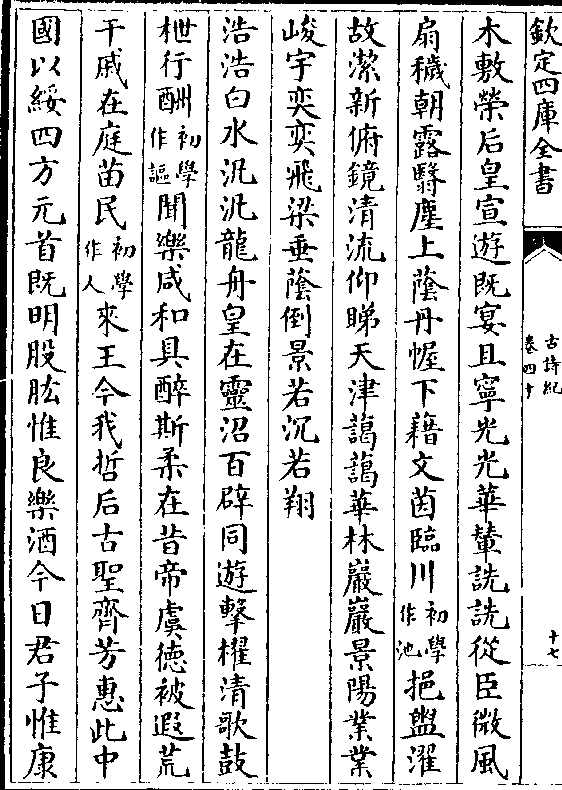 欽定四庫全書
古詩紀
卷四十
十七
木敷榮后皇宣遊旣宴且寧光光華輦詵詵從臣微風
扇穢朝露翳塵上蔭丹幄下藉文茵臨川初學作池挹盥濯
故潔新俯鏡清流仰睇天津藹藹華林巖巖景陽業業
峻宇奕奕飛梁垂蔭倒景若沉若翔
浩浩白水汎汎龍舟皇在靈沼百辟同遊擊櫂清歌鼓
枻行酬初學作謳聞樂咸和具醉斯柔在昔帝虞德被遐荒
干戚在庭苗民初學作人來王今我哲后古聖齊芳惠此中
國以綏四方元首旣明股肱惟良樂酒今日君子惟康